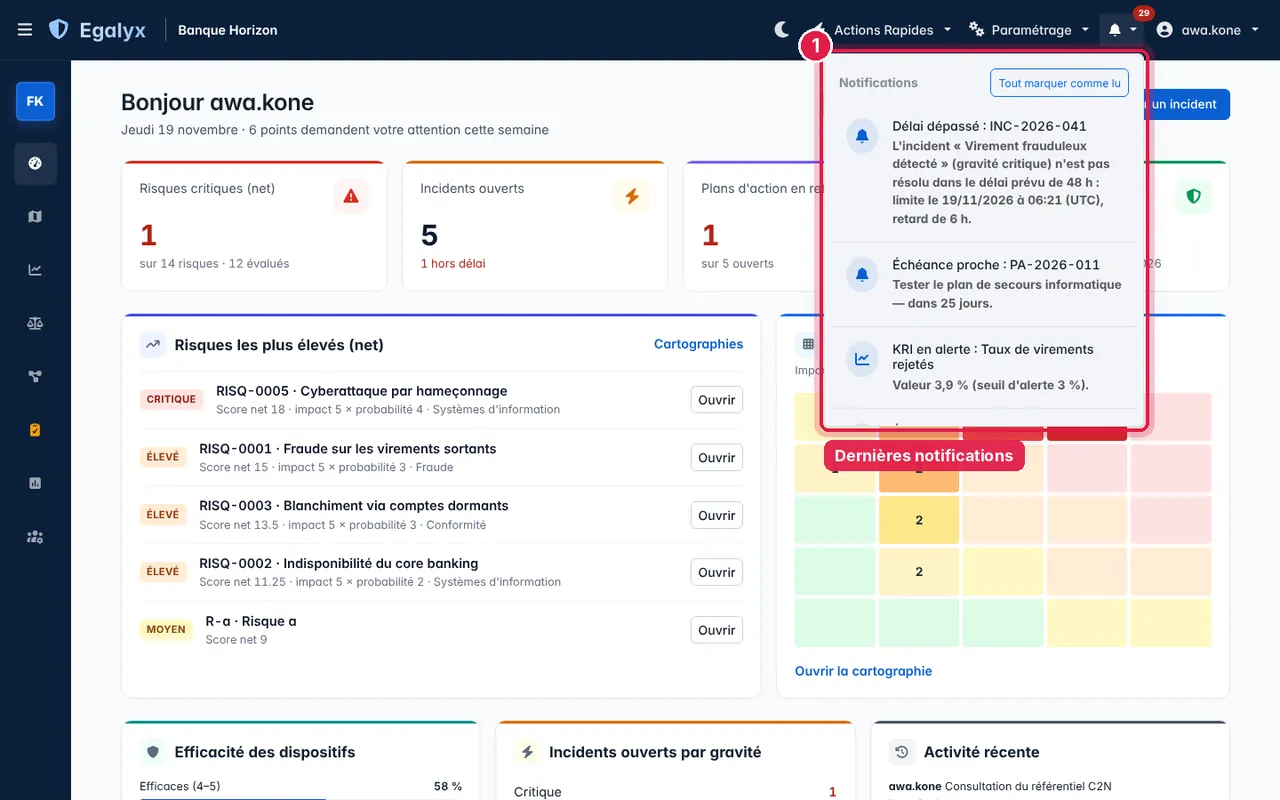 Egalyx
Banque Horizon
Actions Rapides
Paramétrage
29
awa.kone
1
FK
Bonjour awa.kone
Jeudi 19 novembre · 6 points demandent votre attention cette semaine
un incident
Notifications
Tout marquer comme lu
Délai dépassé : INC-2026-041
L'incident « Virement frauduleux
détecté » (gravité critique) n'est pas
résolu dans le délai prévu de 48 h :
limite le 19/11/2026 à 06:21 (UTC),
retard de 6 h.
Échéance proche : PA-2026-011
Tester le plan de secours informatique
— dans 25 jours.
KRI en alerte : Taux de virements
rejetés
Valeur 3,9 % (seuil d'alerte 3 %).
Dernières notifications
Risques critiques (net)
1
sur 14 risques · 12 évalués
Incidents ouverts
5
1 hors délai
Plans d'action en
1
sur 5 ouverts
Risques les plus élevés (net)
Cartographies
CRITIQUE
RISQ-0005 · Cyberattaque par hameçonnage
Score net 18 · impact 5 × probabilité 4 · Systèmes d'information
Ouvrir
ÉLEVÉ
RISQ-0001 · Fraude sur les virements sortants
Score net 15 · impact 5 × probabilité 3 · Fraude
Ouvrir
ÉLEVÉ
RISQ-0003 · Blanchiment via comptes dormants
Score net 13.5 · impact 5 × probabilité 3 · Conformité
Ouvrir
ÉLEVÉ
RISQ-0002 · Indisponibilité du core banking
Score net 11.25 · impact 5 × probabilité 2 · Systèmes d'information
Ouvrir
MOYEN
R-a · Risque a
Score net 9
Ouvrir
2
2
Ouvrir la cartographie
Efficacité des dispositifs
Efficaces (4–5)
58 %
Incidents ouverts par gravité
Critique
1
Activité récente
awa.kone Consultation du référentiel C2N